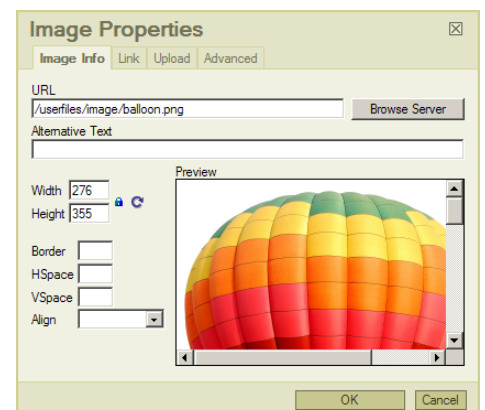 Image Properties
Image Info Link Upload Advanced
URL
/userfiles/image/balloon.png Browse Server
Alternative Text
Preview
Width 276
Height 355
Border
HSpace
VSpace
Align
OK Cancel